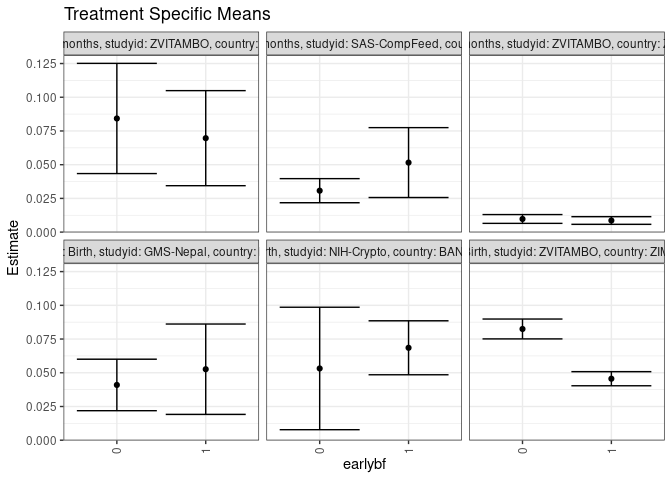 Treatment Specific Means
months, studyid: ZVITAMBO, country:
months, studyid: SAS-CompFeed, cou
onths, studyid: ZVITAMBO, country:
0.125
0.100
0.075
0.050
0.025
0.000
: Birth, studyid: GMS-Nepal, country:
rth, studyid: NIH-Crypto, country: BAN
Birth, studyid: ZVITAMBO, country: ZIM
0.125
0.100
0.075
0.050
0.025
0.000
0 1 0 1 0 1
earlybf
Estimate